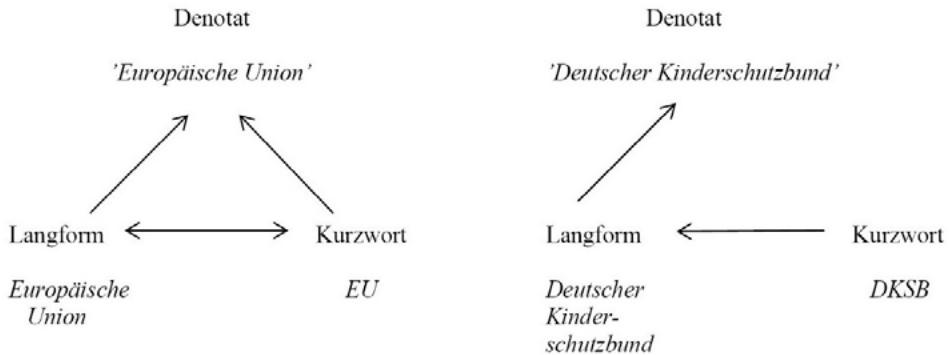 Denotat
'Europäische Union'
Langform
Kurzwort
Europäische
Union
EU
Denotat
'Deutscher Kinderschutzbund'
Langform
Kurzwort
Deutscher
Kinder-
schutzbund
DKSB